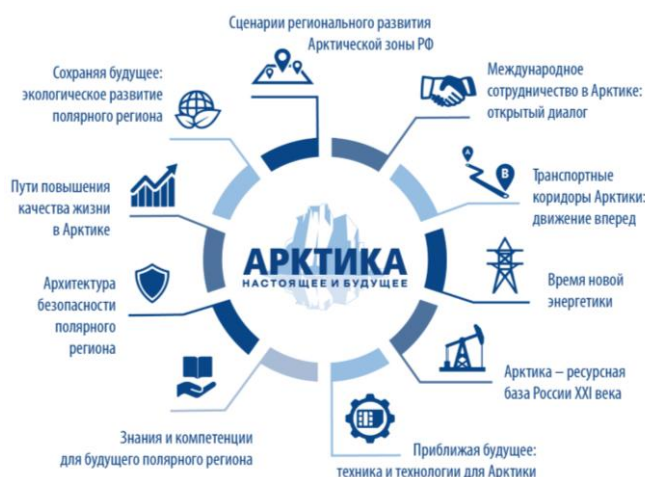 Сценарии регионального развития
Арктической зоны РФ
Международное
сотрудничество в Арктике:
открытый диалог
A
B
Транспортные
коридоры Арктики:
движение вперед
Время новой
энергетики
Арктика – ресурсная
база России XXI века
Приближая будущее:
техника и технологии для Арктики
Знания и компетенции
для будущего полярного региона
Архитектура
безопасности
полярного
региона
Пути повышения
качества жизни
в Арктике
Сохраняя будущее:
экологическое развитие
полярного региона
АРКТИКА
НАСТОЯЩЕЕ И БУДУЩЕЕ